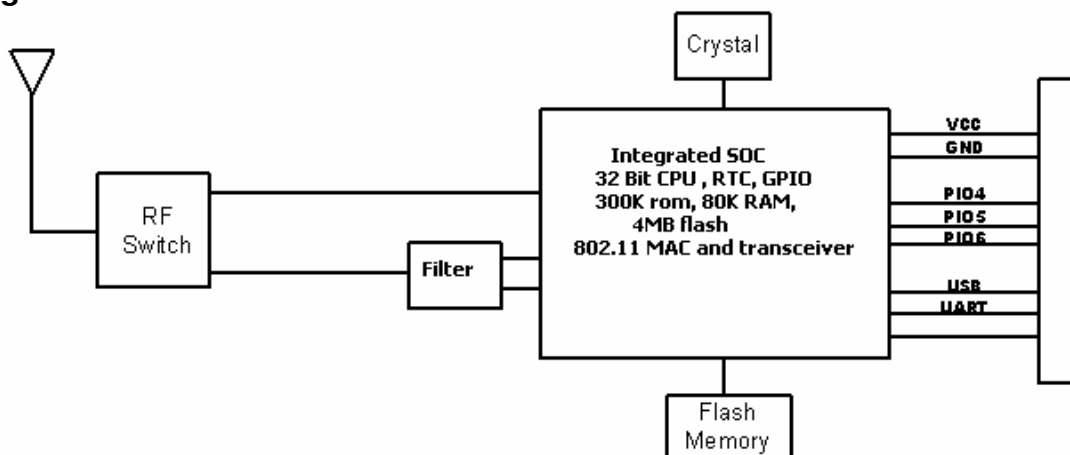 g
Crystal
VCC
GND
Integrated SOC
32 Bit CPU , RTC, GPIO
300K rom, 80K RAM,
4MB flash
802.11 MAC and transceiver
PIO4
PIO5
PIO6
RF
Switch
Filter
USB
UART
Flash
Memory